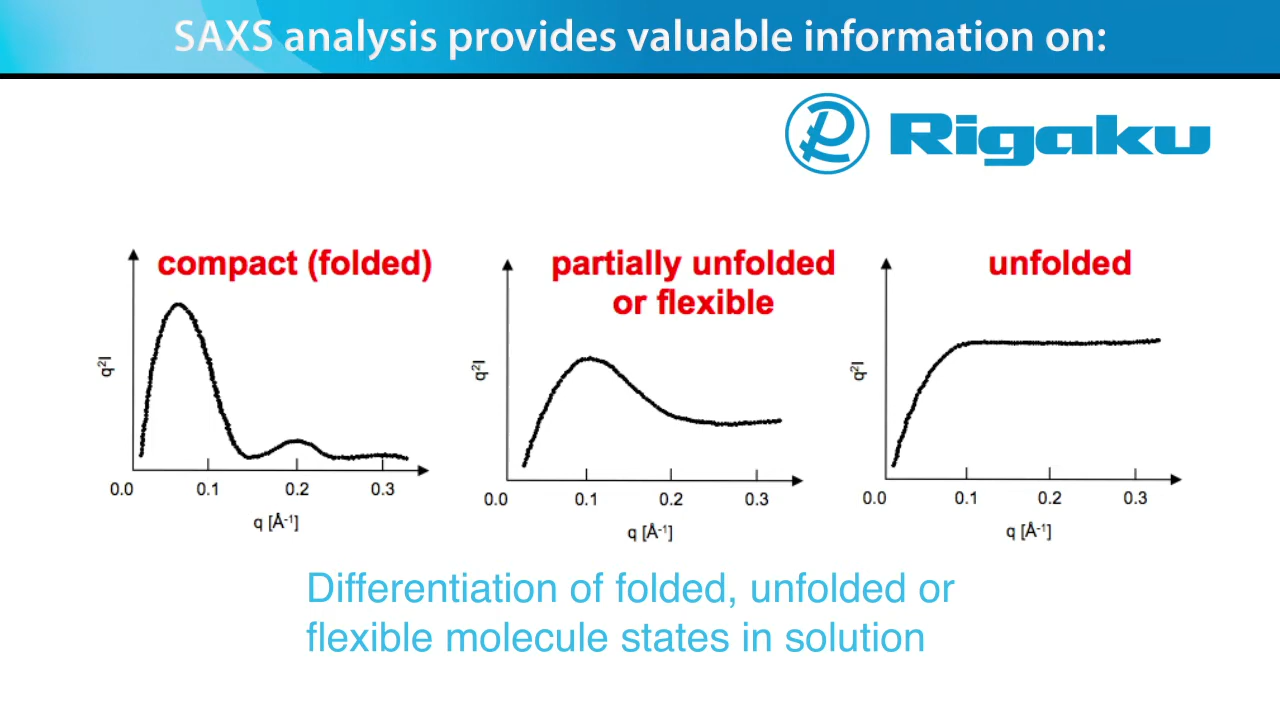 SAXS analysis provides valuable information on:
Rigaku
compact (folded)
q²I
0.0 0.1 0.2 0.3
q [Å⁻¹]
partially unfolded
or flexible
q²I
0.0 0.1 0.2 0.3
q [Å⁻¹]
unfolded
q²I
0.0 0.1 0.2 0.3
q [Å⁻¹]
Differentiation of folded, unfolded or
flexible molecule states in solution